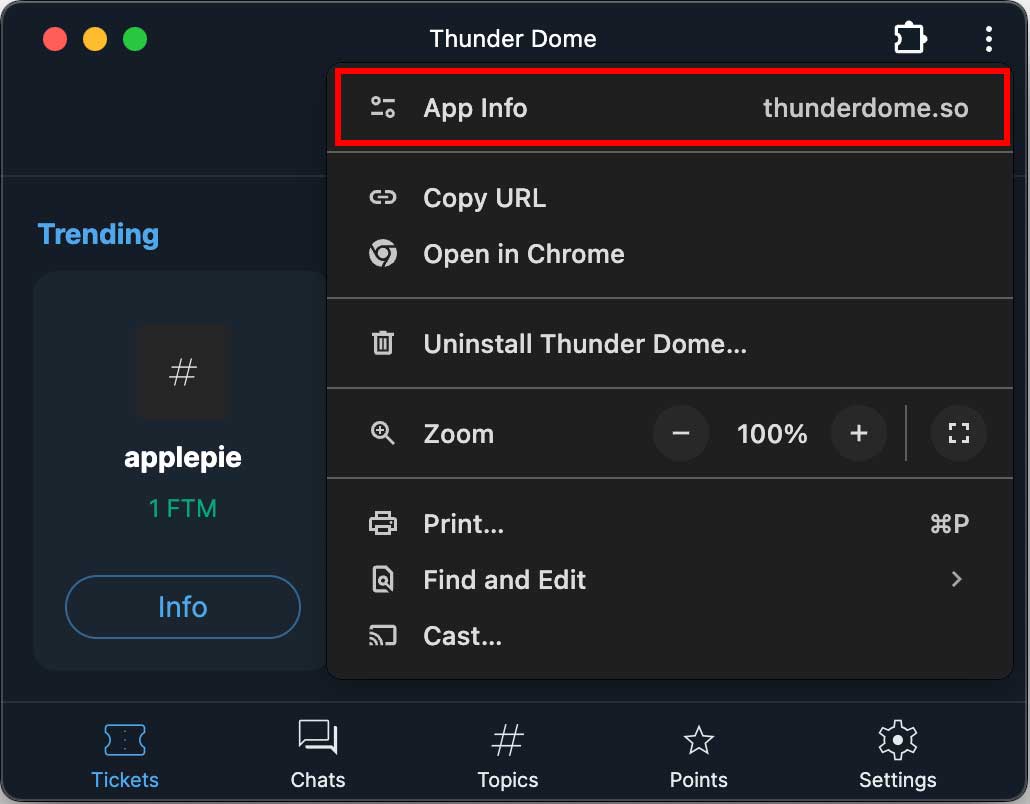 Thunder Dome
App Info thunderdome.so
Copy URL
Open in Chrome
Uninstall Thunder Dome...
Zoom − 100% +
Print... ⌘P
Find and Edit
Cast...
Trending
#
applepie
1 FTM
Info
Tickets Chats Topics Points Settings